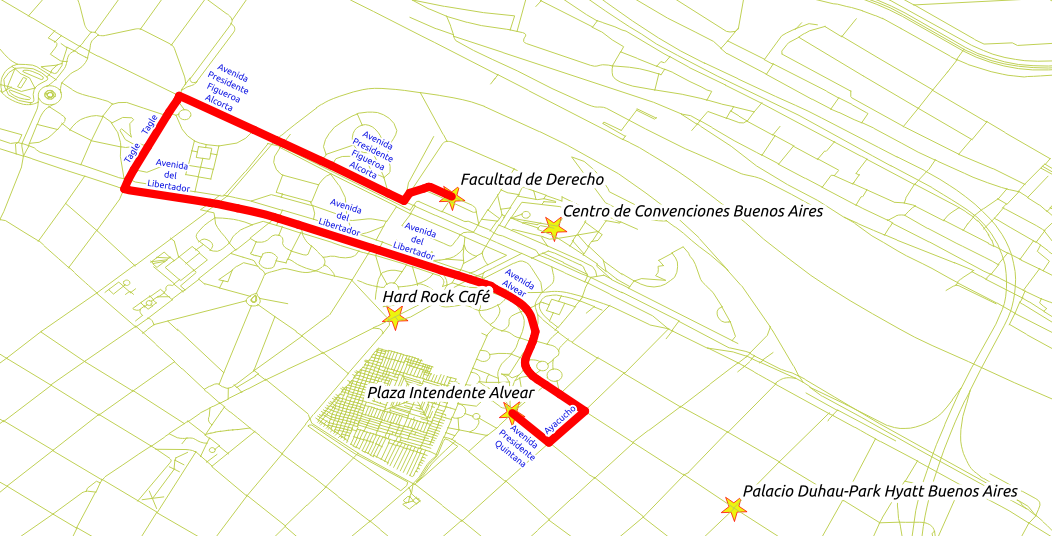 Avenida
Presidente
Figueroa
Alcorta
Tagle
Tagle
Avenida
del
Libertador
Avenida
Presidente
Figueroa
Alcorta
Facultad de Derecho
Avenida
del
Libertador
Centro de Convenciones Buenos Aires
Avenida
del
Libertador
Avenida
Alvear
Hard Rock Café
Plaza Intendente Alvear
Ayacucho
Avenida
Presidente
Quintana
Palacio Duhau-Park Hyatt Buenos Aires